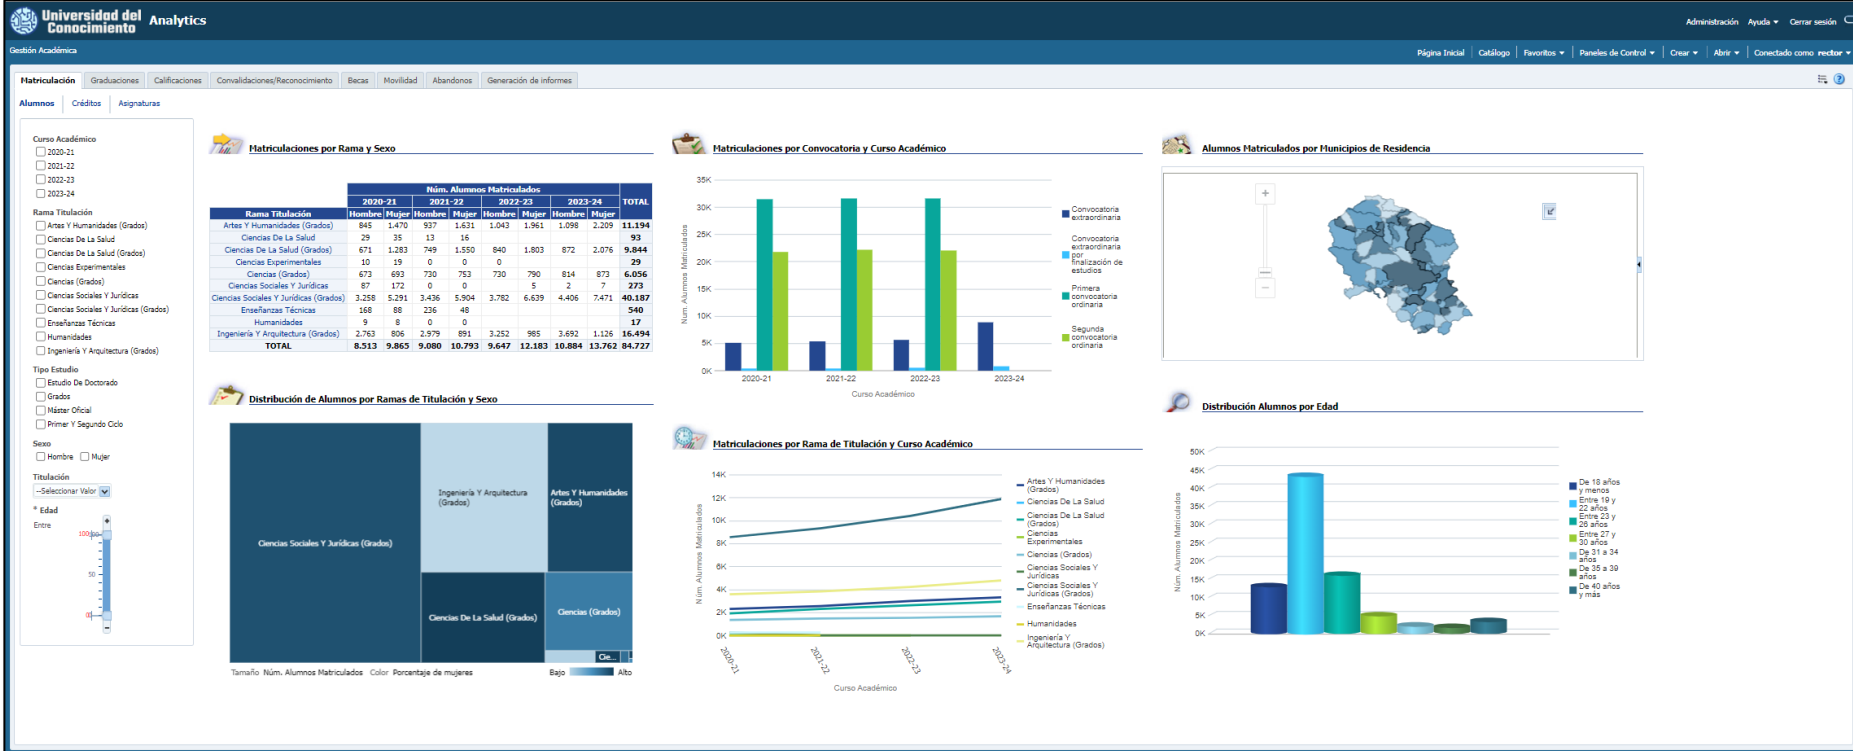 Universidad del Conocimiento Analytics
Administración Ayuda Cerrar sesión
Gestión Académica
Página Inicial Catálogo Favoritos Paneles de Control Crear Abrir Conectado como rector
Matriculación Graduaciones Calificaciones Convalidaciones/Reconocimiento Becas Movilidad Abandonos Generación de informes
Alumnos Créditos Asignaturas
Curso Académico
2020-21
2021-22
2022-23
2023-24
Rama Titulación
Artes Y Humanidades (Grados)
Ciencias De La Salud
Ciencias De La Salud (Grados)
Ciencias Experimentales
Ciencias (Grados)
Ciencias Sociales Y Jurídicas
Ciencias Sociales Y Jurídicas (Grados)
Enseñanzas Técnicas
Humanidades
Ingeniería Y Arquitectura (Grados)
Tipo Estudio
Estudio De Doctorado
Grados
Máster Oficial
Primer Y Segundo Ciclo
Sexo
Hombre Mujer
Titulación
--Seleccionar Valor
* Edad
Entre
50
Matriculaciones por Rama y Sexo
Núm. Alumnos Matriculados
2020-21 2021-22 2022-23 2023-24 TOTAL
Rama Titulación Hombre Mujer Hombre Mujer Hombre Mujer Hombre Mujer
Artes Y Humanidades (Grados) 845 1.470 937 1.631 1.043 1.961 1.098 2.209 11.194
Ciencias De La Salud 29 35 13 16 93
Ciencias De La Salud (Grados) 671 1.283 749 1.550 840 1.803 872 2.076 9.844
Ciencias Experimentales 10 19 0 0 0 29
Ciencias (Grados) 673 693 730 753 730 790 814 873 6.056
Ciencias Sociales Y Jurídicas 87 172 0 0 5 2 7 273
Ciencias Sociales Y Jurídicas (Grados) 3.258 5.291 3.436 5.904 3.782 6.639 4.406 7.471 40.187
Enseñanzas Técnicas 168 88 236 48 540
Humanidades 9 8 0 0 17
Ingeniería Y Arquitectura (Grados) 2.763 806 2.979 891 3.252 985 3.692 1.126 16.494
TOTAL 8.513 9.865 9.080 10.793 9.647 12.183 10.884 13.762 84.727
Distribución de Alumnos por Ramas de Titulación y Sexo
Ciencias Sociales Y Jurídicas (Grados)
Ingeniería Y Arquitectura (Grados)
Artes Y Humanidades (Grados)
Ciencias De La Salud (Grados)
Ciencias (Grados)
Cie...
Tamaño Núm. Alumnos Matriculados Color Porcentaje de mujeres Bajo Alto
Matriculaciones por Convocatoria y Curso Académico
35K
30K
25K
20K
15K
10K
5K
0K
Núm. Alumnos Matriculados
2020-21 2021-22 2022-23 2023-24
Curso Académico
Convocatoria extraordinaria
Convocatoria extraordinaria por finalización de estudios
Primera convocatoria ordinaria
Segunda convocatoria ordinaria
Matriculaciones por Rama de Titulación y Curso Académico
14K
12K
10K
8K
6K
4K
2K
0K
Núm. Alumnos Matriculados
2020-21 2021-22 2022-23 2023-24
Curso Académico
Artes Y Humanidades (Grados)
Ciencias De La Salud
Ciencias De La Salud (Grados)
Ciencias Experimentales
Ciencias (Grados)
Ciencias Sociales Y Jurídicas
Ciencias Sociales Y Jurídicas (Grados)
Enseñanzas Técnicas
Humanidades
Ingeniería Y Arquitectura (Grados)
Alumnos Matriculados por Municipios de Residencia
Distribución Alumnos por Edad
50K
45K
40K
35K
30K
25K
20K
15K
10K
5K
0K
Núm. Alumnos Matriculados
De 18 años y menos
Entre 19 y 22 años
Entre 23 y 26 años
Entre 27 y 30 años
De 31 a 34 años
De 35 a 39 años
De 40 años y más